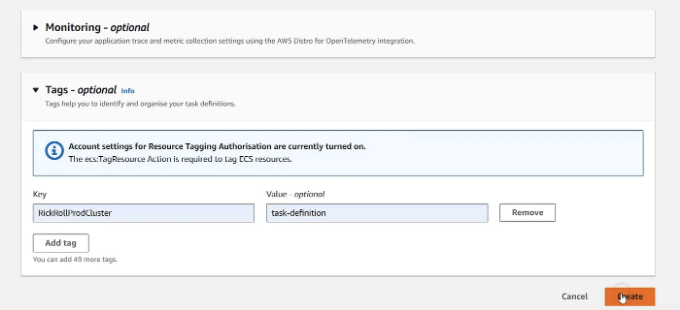 Monitoring - optional
Configure your application trace and metric collection settings using the AWS Distro for OpenTelemetry integration.
Tags - optional Info
Tags help you to identify and organise your task definitions.
Account settings for Resource Tagging Authorisation are currently turned on.
The ecs:TagResource Action is required to tag ECS resources.
Key Value - optional
RickRollProdCluster task-definition Remove
Add tag
You can add 49 more tags.
Cancel Create